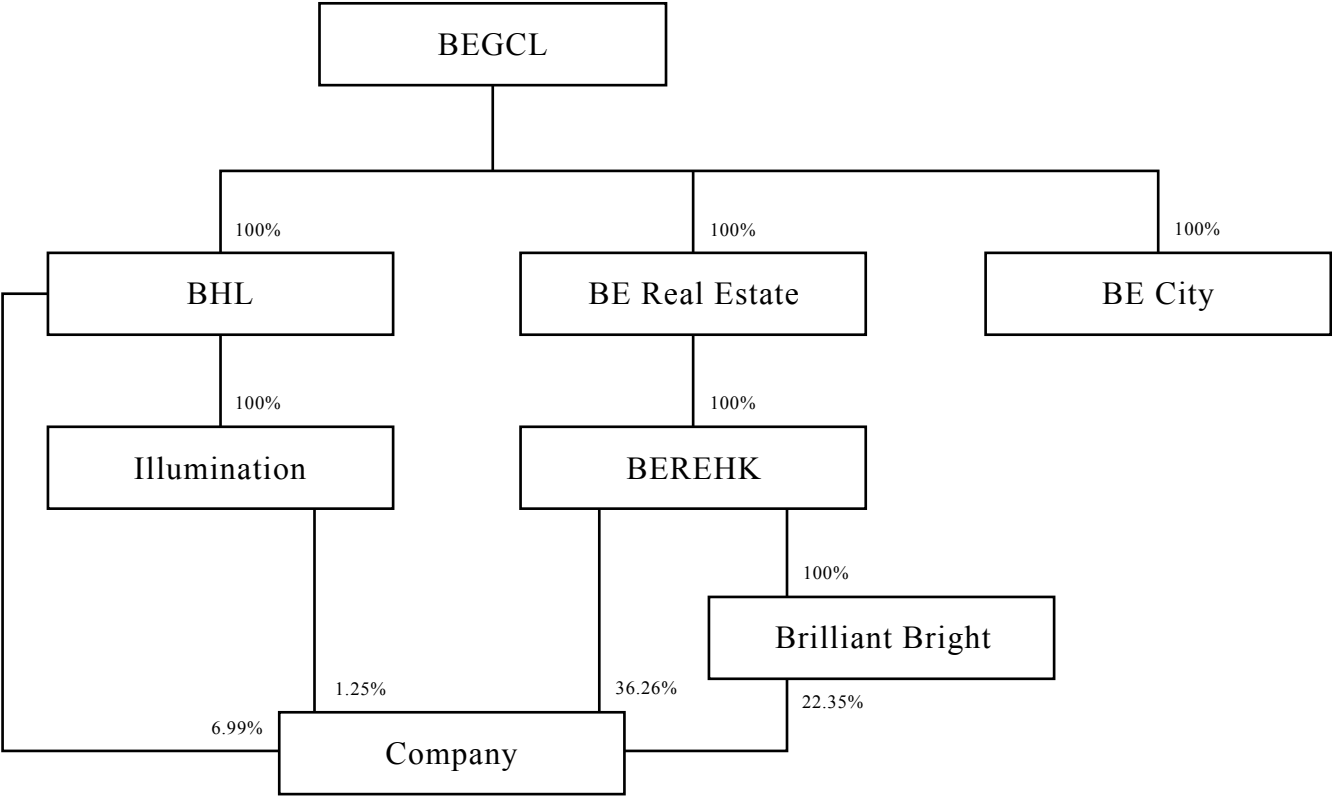 BEGCL
100%
100%
100%
BHL
BE Real Estate
BE City
100%
100%
Illumination
BEREHK
100%
Brilliant Bright
1.25%
36.26%
22.35%
6.99%
Company